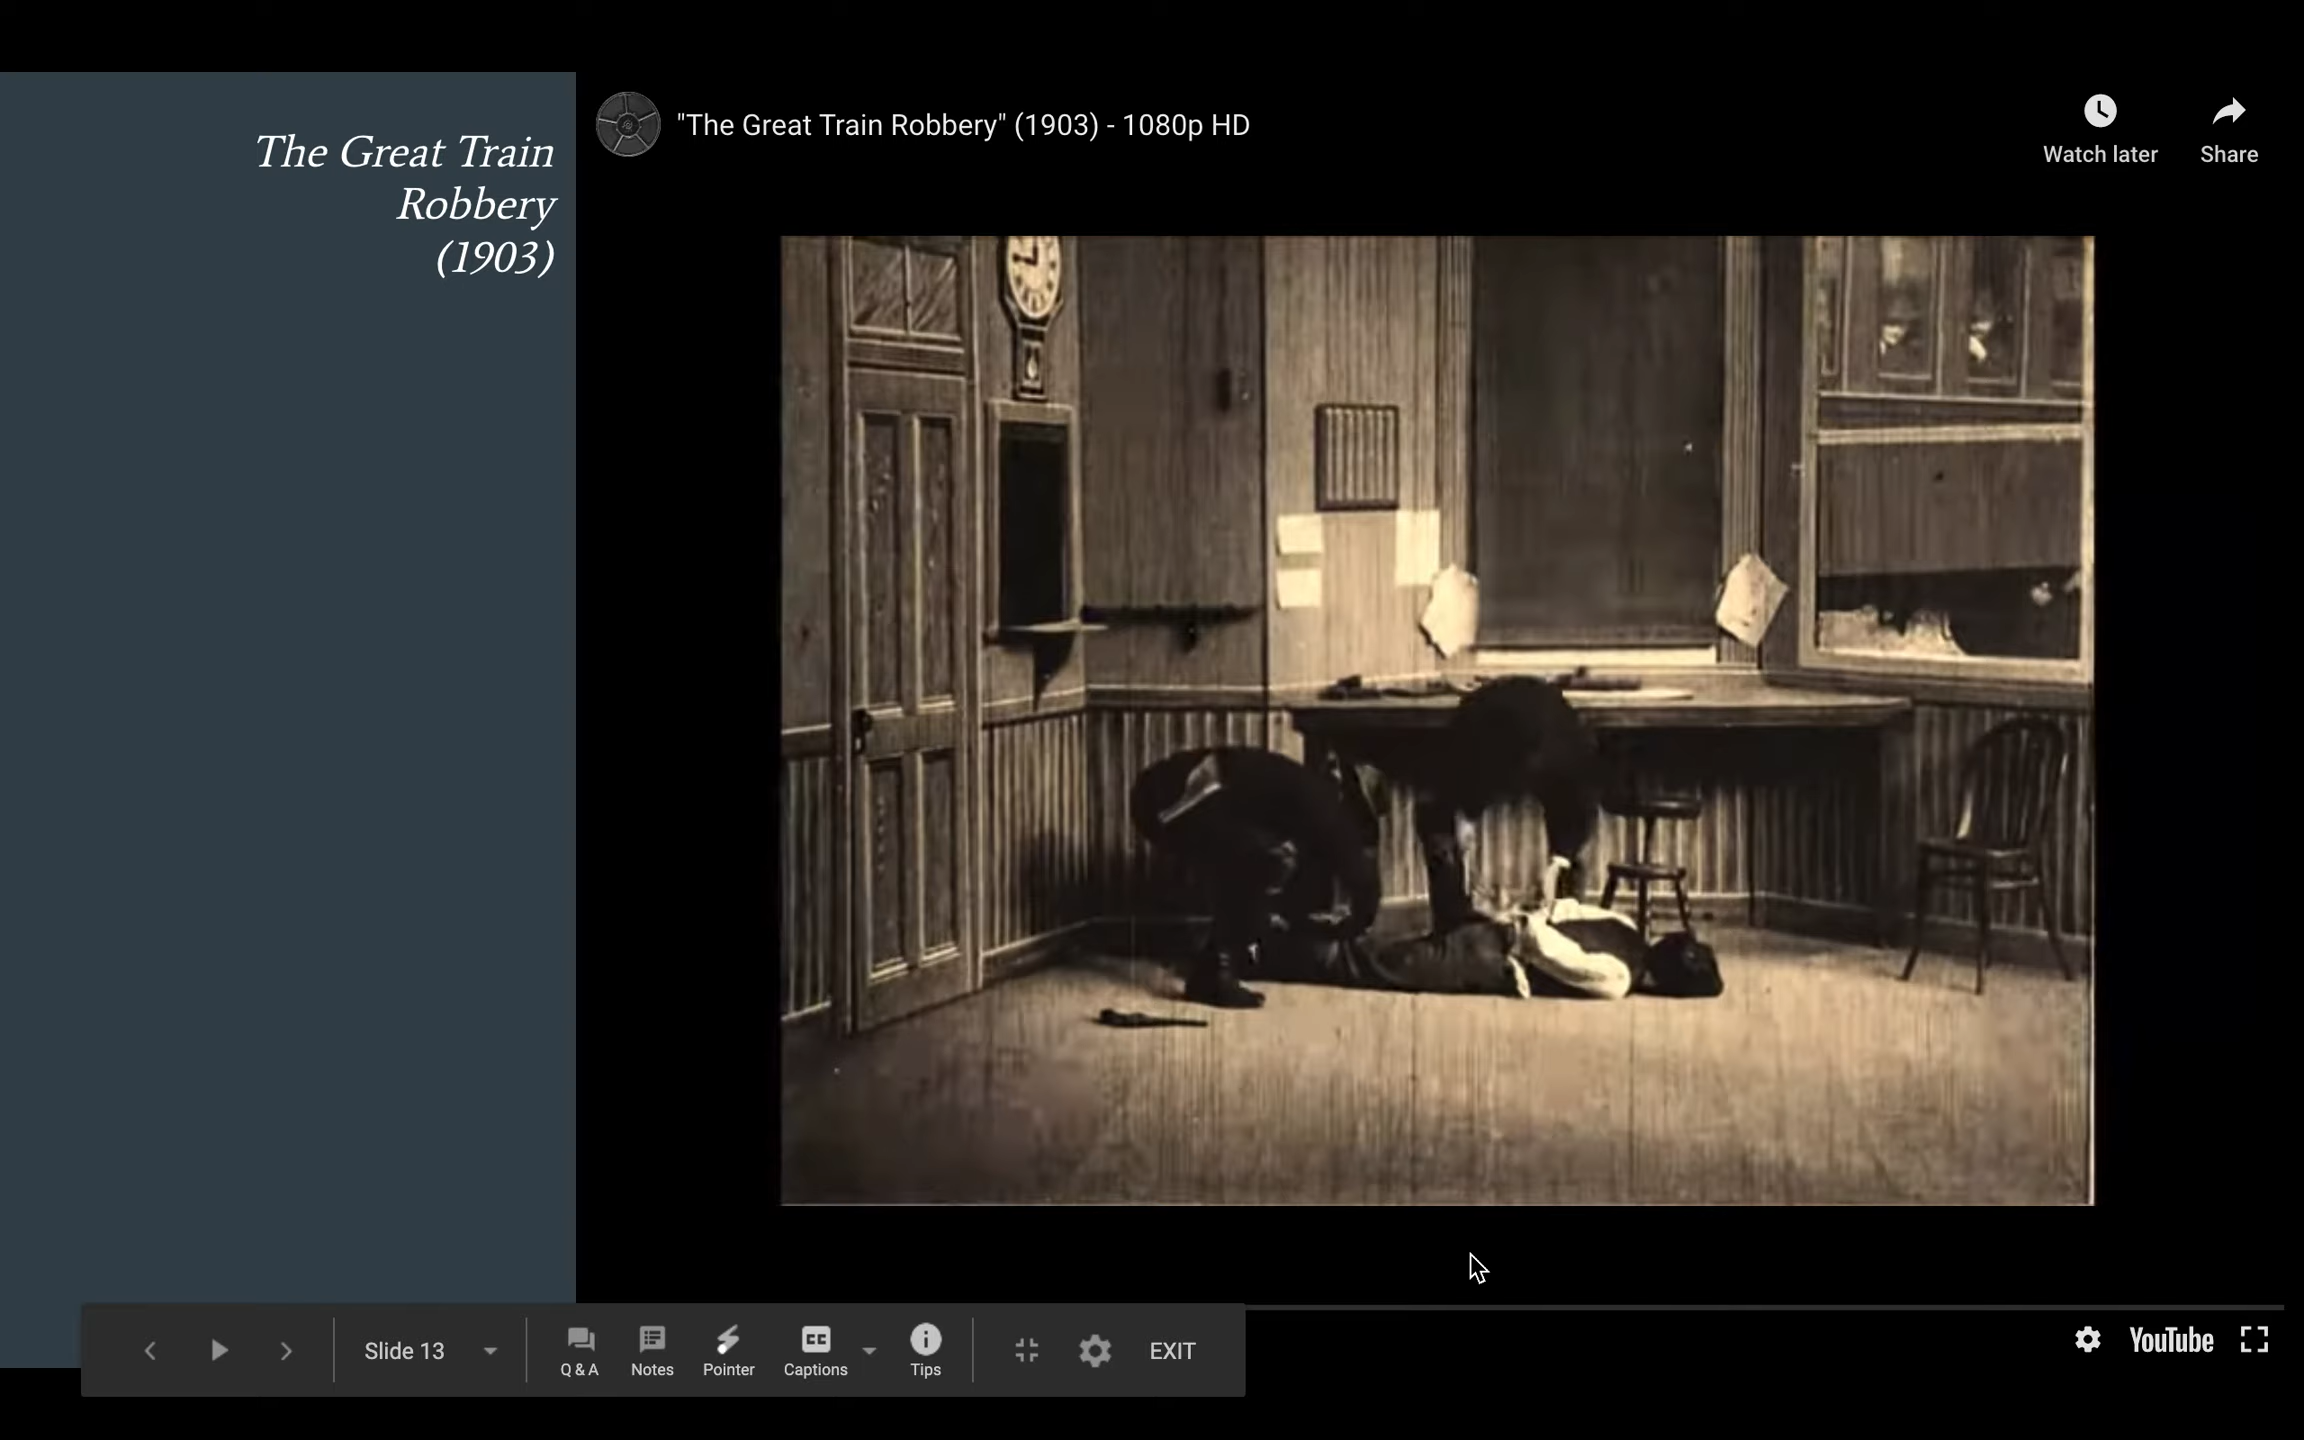 The Great Train
Robbery
(1903)
"The Great Train Robbery" (1903) - 1080p HD
Watch later
Share
Slide 13
Q & A
Notes
CC
Pointer
Captions
Tips
EXIT
YouTube